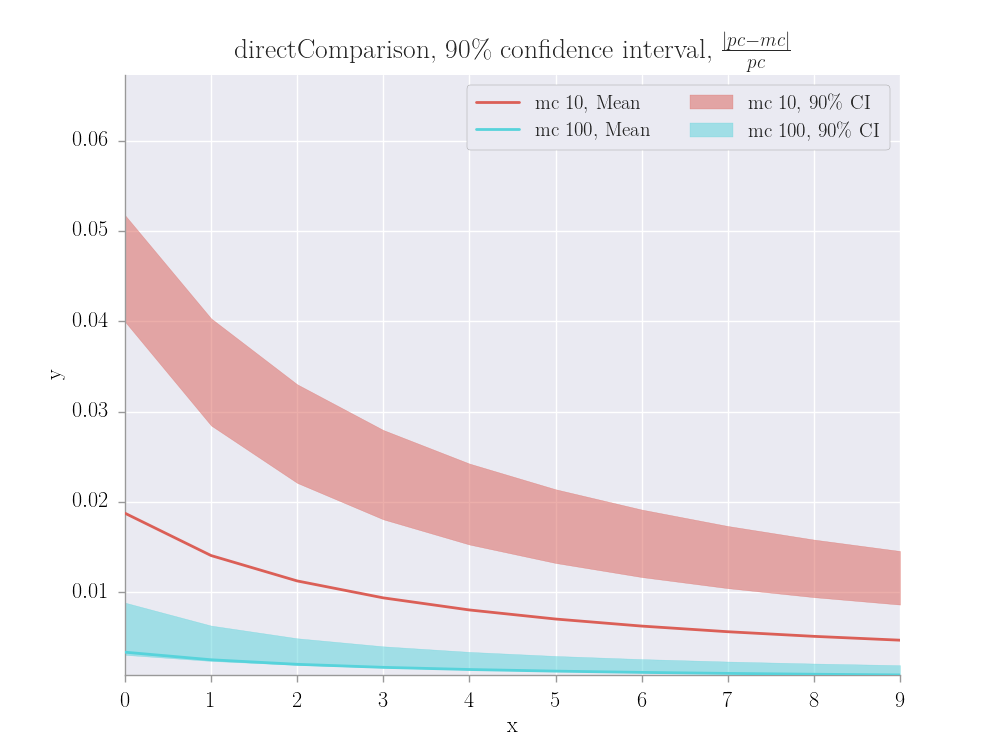 directComparison, 90% confidence interval, |pc−mc|/pc
mc 10, Mean
mc 100, Mean
mc 10, 90% CI
mc 100, 90% CI
0.06
0.05
0.04
0.03
0.02
0.01
y
0 1 2 3 4 5 6 7 8 9
x